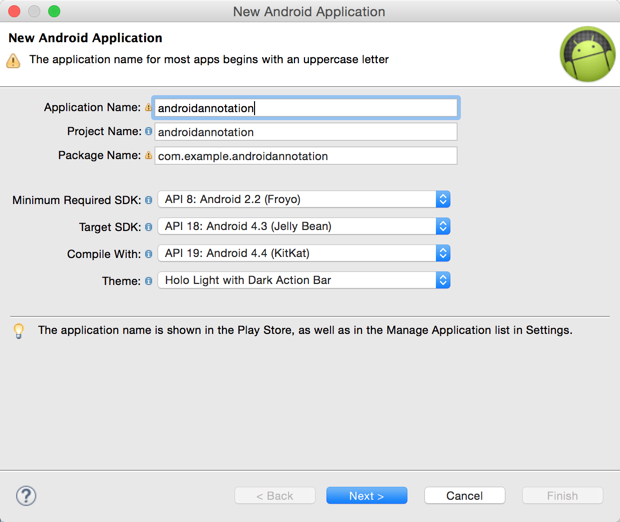 New Android Application
New Android Application
The application name for most apps begins with an uppercase letter
Application Name: androidannotation
Project Name: androidannotation
Package Name: com.example.androidannotation
Minimum Required SDK: API 8: Android 2.2 (Froyo)
Target SDK: API 18: Android 4.3 (Jelly Bean)
Compile With: API 19: Android 4.4 (KitKat)
Theme: Holo Light with Dark Action Bar
The application name is shown in the Play Store, as well as in the Manage Application list in Settings.
? < Back Next > Cancel Finish